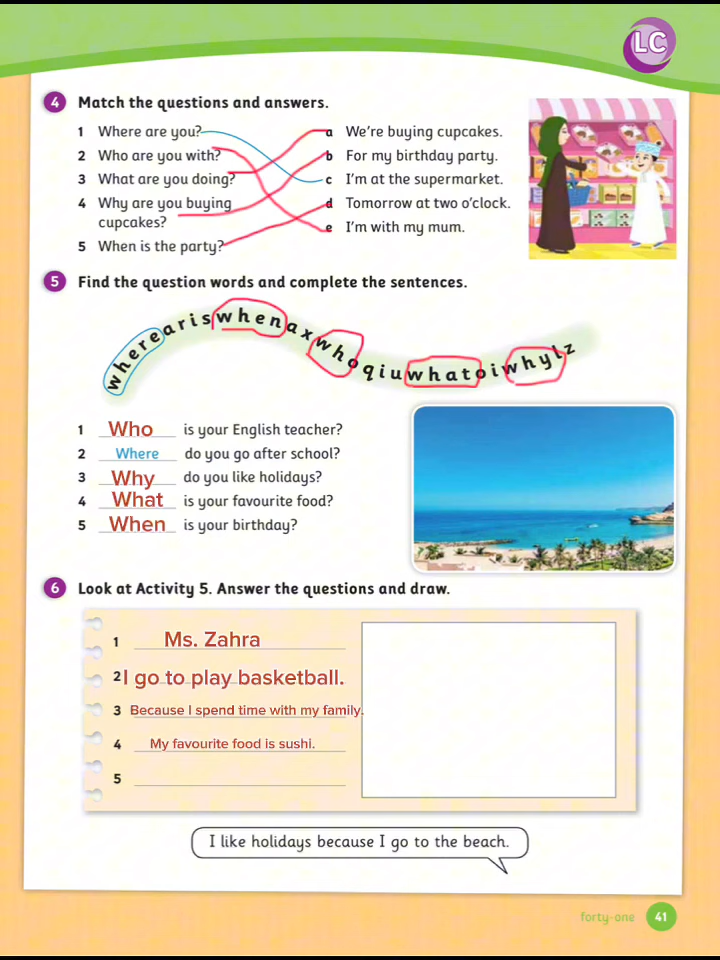 LC
4 Match the questions and answers.
1 Where are you?
2 Who are you with?
3 What are you doing?
4 Why are you buying
cupcakes?
5 When is the party?
a We're buying cupcakes.
b For my birthday party.
c I'm at the supermarket.
d Tomorrow at two o'clock.
e I'm with my mum.
5 Find the question words and complete the sentences.
whereariswhenaxwhoqiuwhatoiwhylz
1 Who is your English teacher?
2 Where do you go after school?
3 Why do you like holidays?
4 What is your favourite food?
5 When is your birthday?
6 Look at Activity 5. Answer the questions and draw.
1 Ms. Zahra
2 I go to play basketball.
3 Because I spend time with my family.
4 My favourite food is sushi.
5
I like holidays because I go to the beach.
forty-one 41